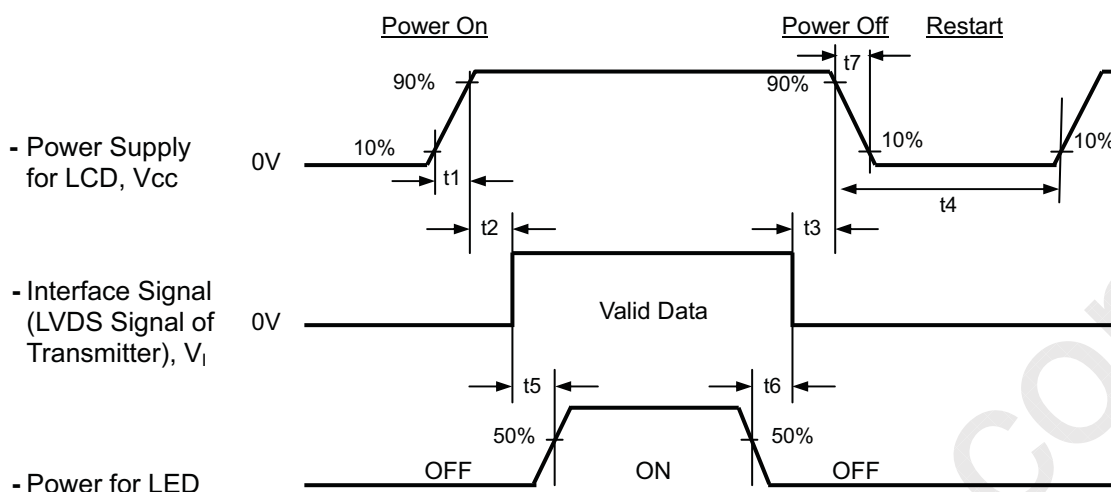 Power On
Power Off
Restart
t7
90%
90%
- Power Supply
for LCD, Vcc
0V
10%
10%
10%
t1
t4
t2
t3
- Interface Signal
(LVDS Signal of
Transmitter), VI
0V
Valid Data
t5
t6
50%
50%
OFF
ON
OFF
- Power for LED
com